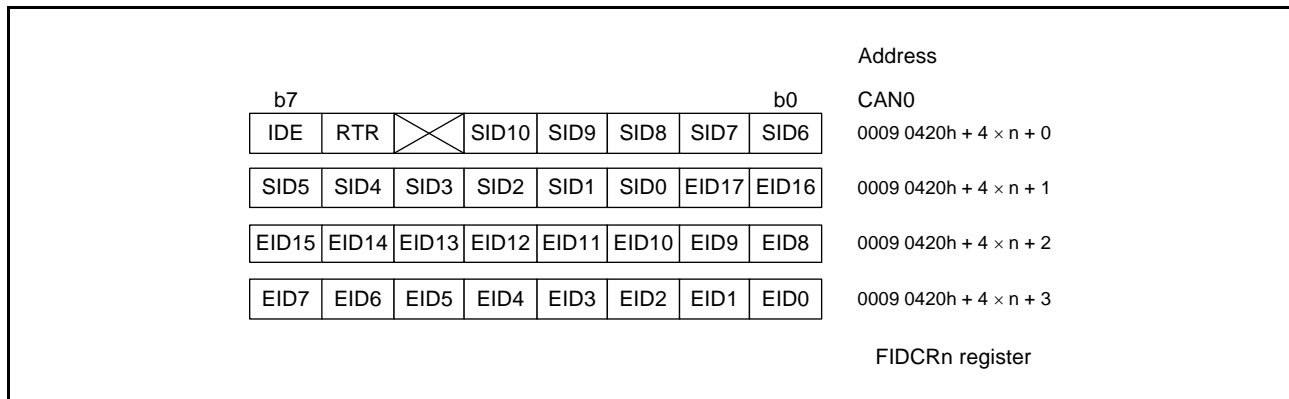 Address
b7 b0 CAN0
IDE RTR SID10 SID9 SID8 SID7 SID6 0009 0420h + 4 × n + 0
SID5 SID4 SID3 SID2 SID1 SID0 EID17 EID16 0009 0420h + 4 × n + 1
EID15 EID14 EID13 EID12 EID11 EID10 EID9 EID8 0009 0420h + 4 × n + 2
EID7 EID6 EID5 EID4 EID3 EID2 EID1 EID0 0009 0420h + 4 × n + 3
FIDCRn register